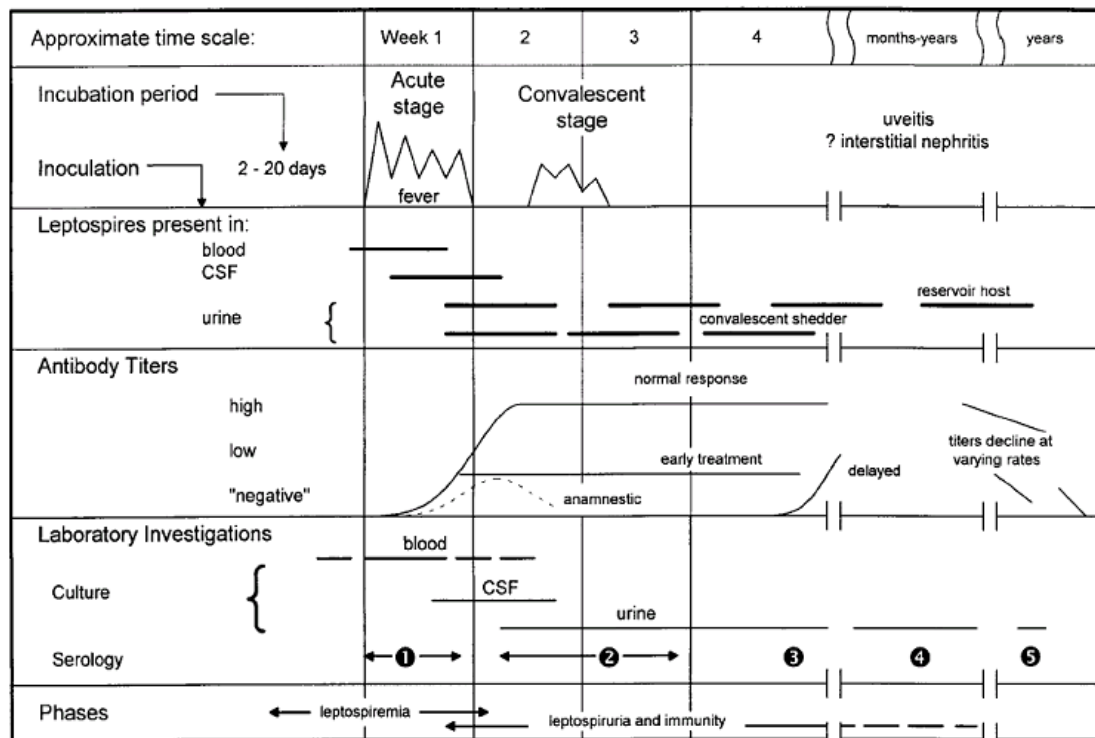 Approximate time scale: Week 1 2 3 4 months-years years
Incubation period
Acute stage
Convalescent stage
uveitis
? interstitial nephritis
Inoculation 2 - 20 days
fever
Leptospires present in:
blood
CSF
reservoir host
urine {
convalescent shedder
Antibody Titers
normal response
high
titers decline at varying rates
low
early treatment
delayed
"negative"
anamnestic
Laboratory Investigations
blood
Culture {
CSF
urine
Serology ❶ ❷ ❸ ❹ ❺
Phases leptospiremia
leptospiruria and immunity